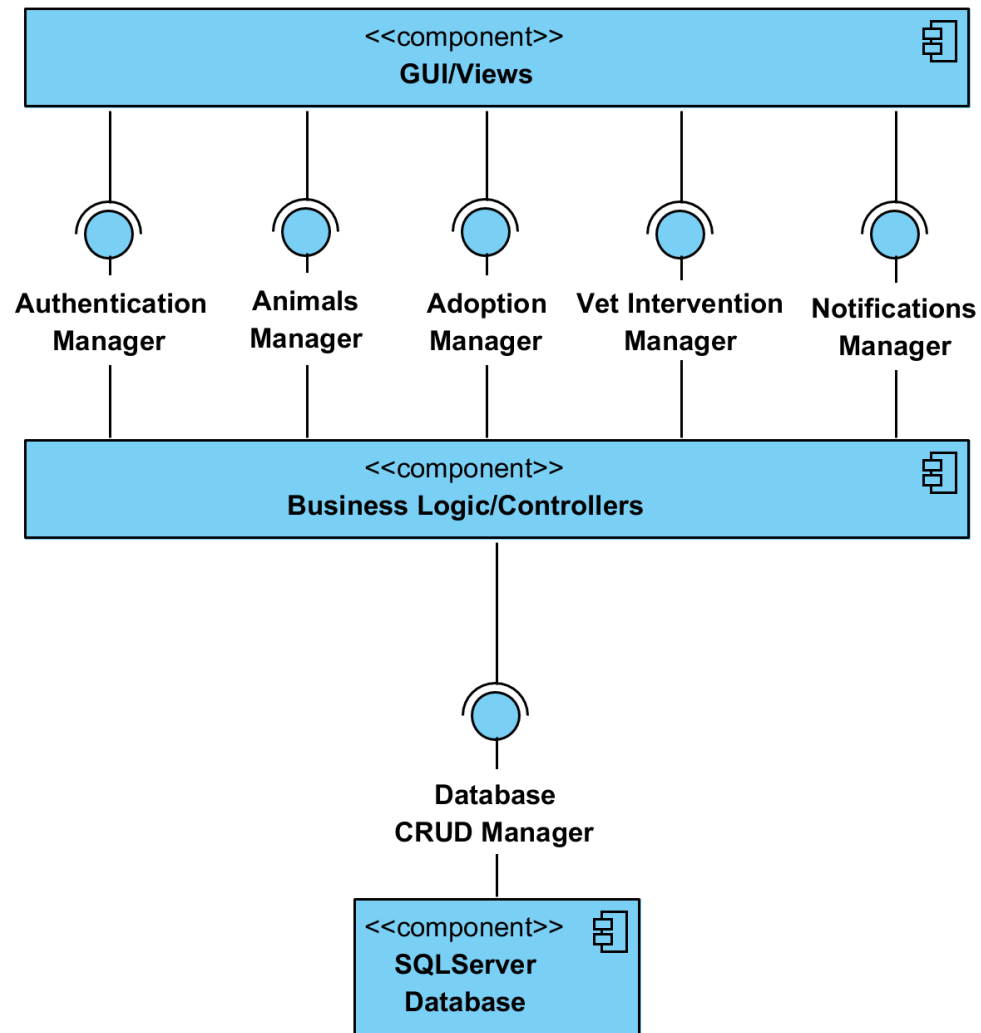 <<component>>
GUI/Views
Authentication
Manager
Animals
Manager
Adoption
Manager
Vet Intervention
Manager
Notifications
Manager
<<component>>
Business Logic/Controllers
Database
CRUD Manager
<<component>>
SQLServer
Database